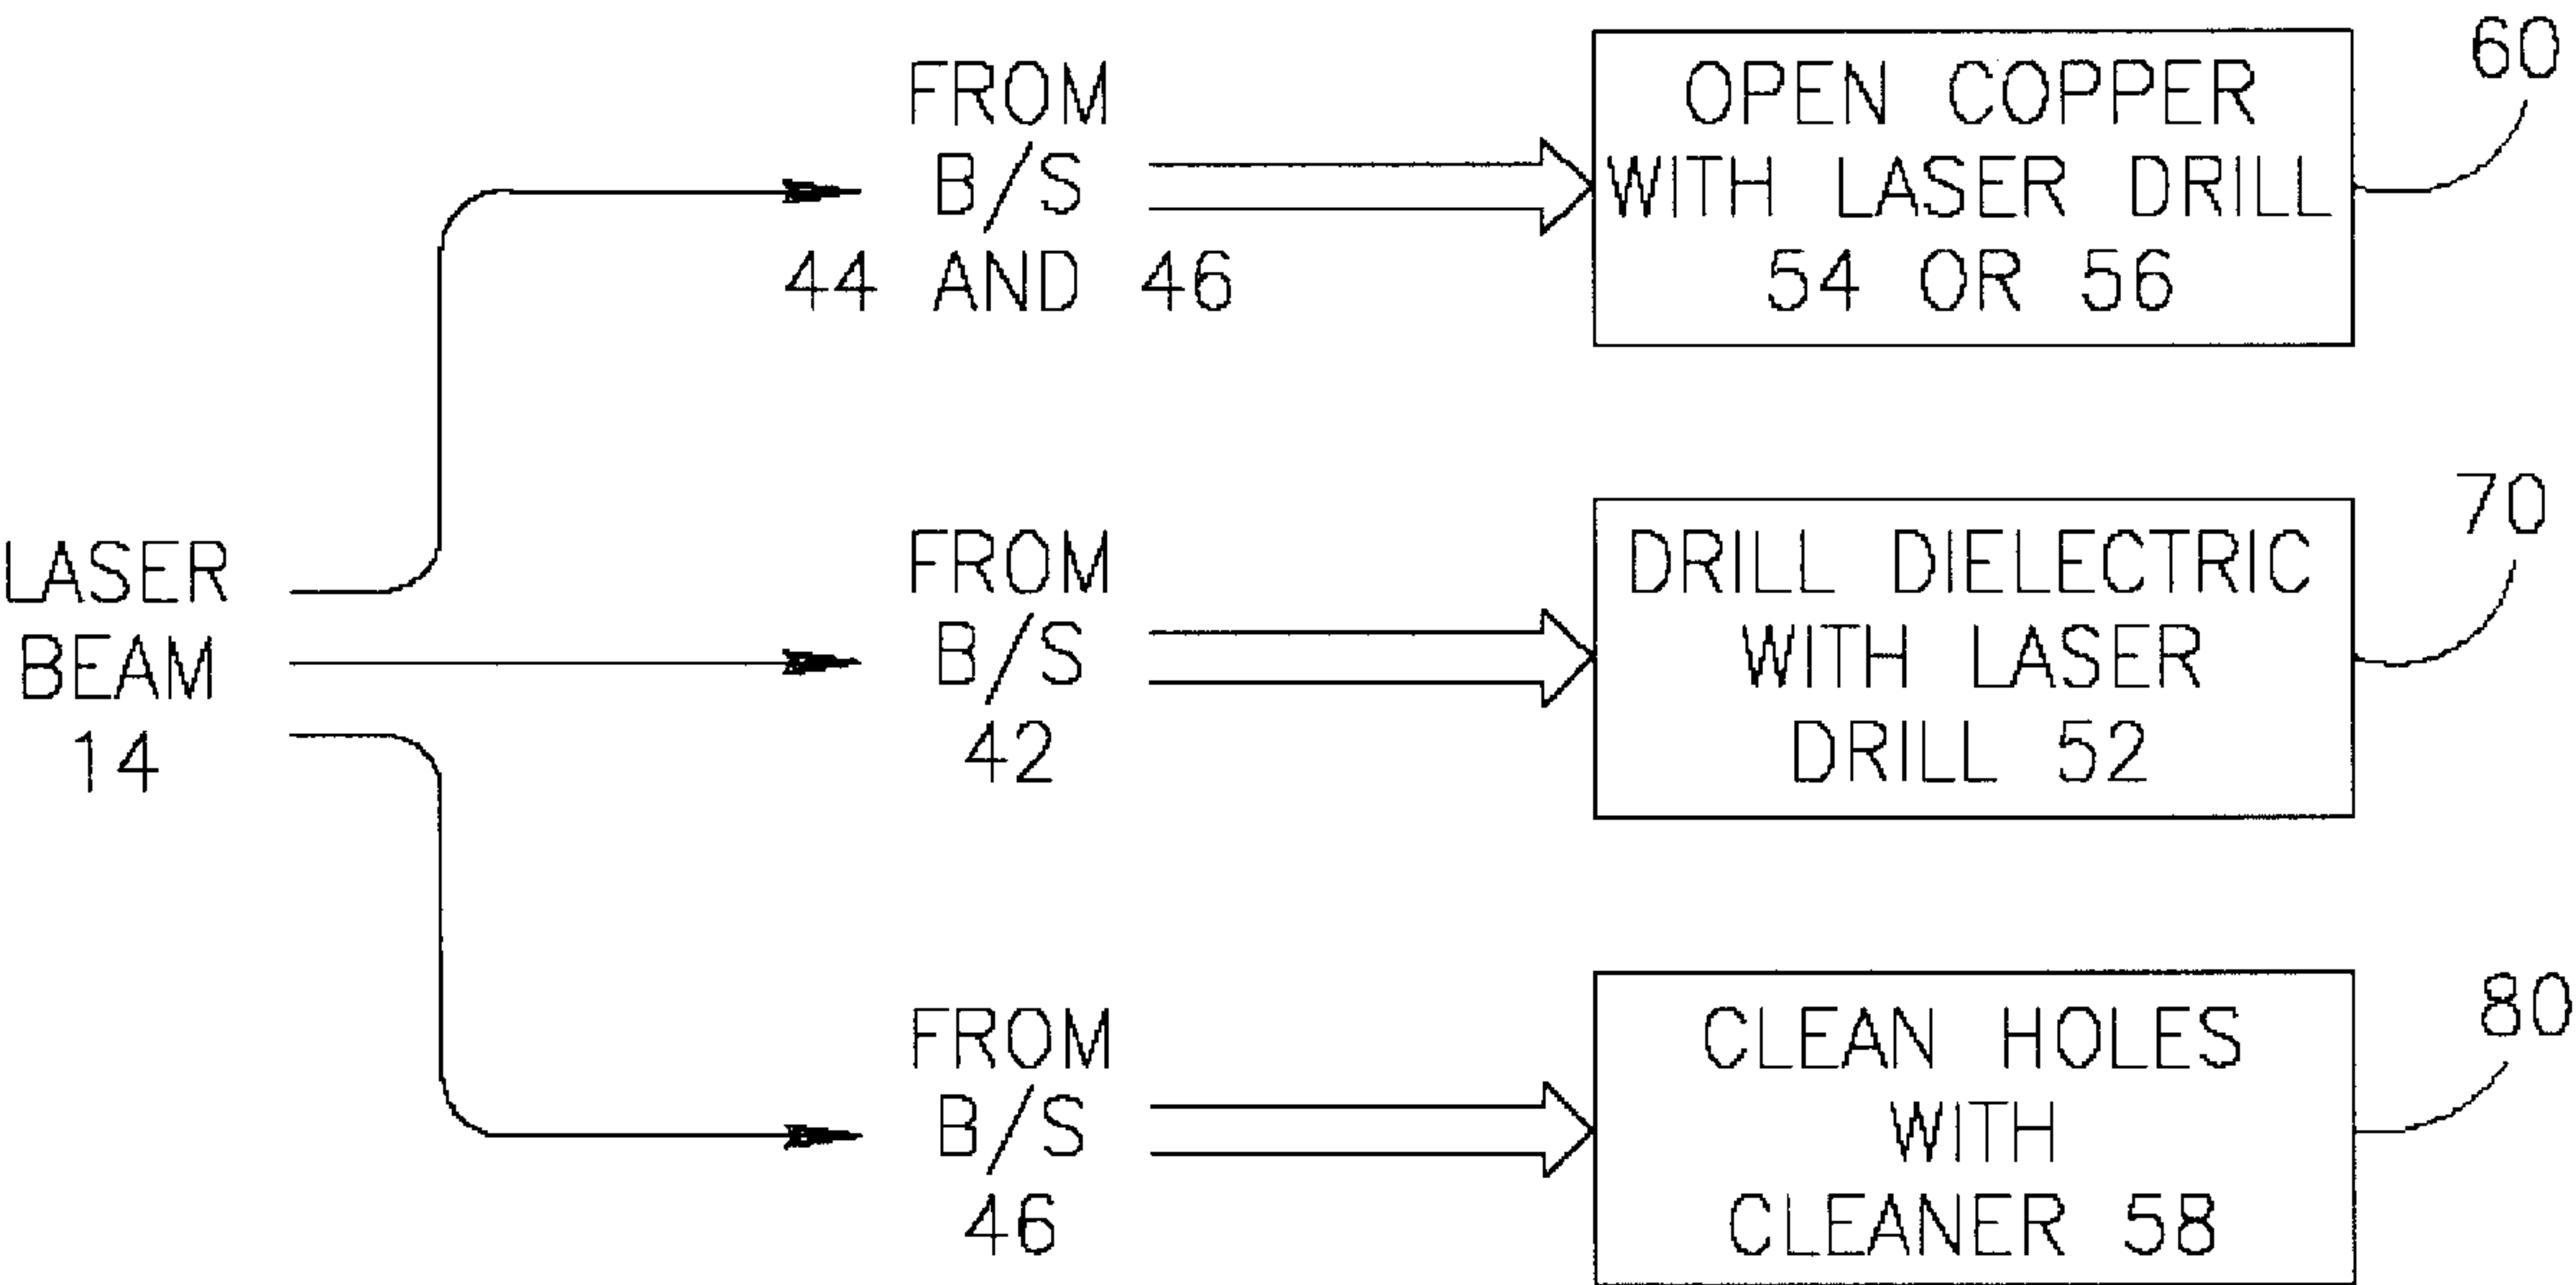 LASER
BEAM
14
FROM
B/S
44 AND 46
OPEN COPPER
WITH LASER DRILL
54 OR 56
60
FROM
B/S
42
DRILL DIELECTRIC
WITH LASER
DRILL 52
70
FROM
B/S
46
CLEAN HOLES
WITH
CLEANER 58
80